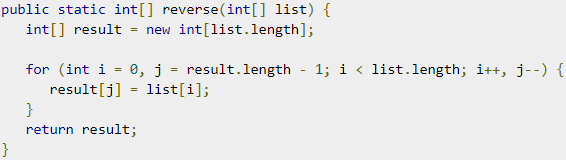 public static int[] reverse(int[] list) {
   int[] result = new int[list.length];

   for (int i = 0, j = result.length - 1; i < list.length; i++, j--) {
      result[j] = list[i];
   }
   return result;
}